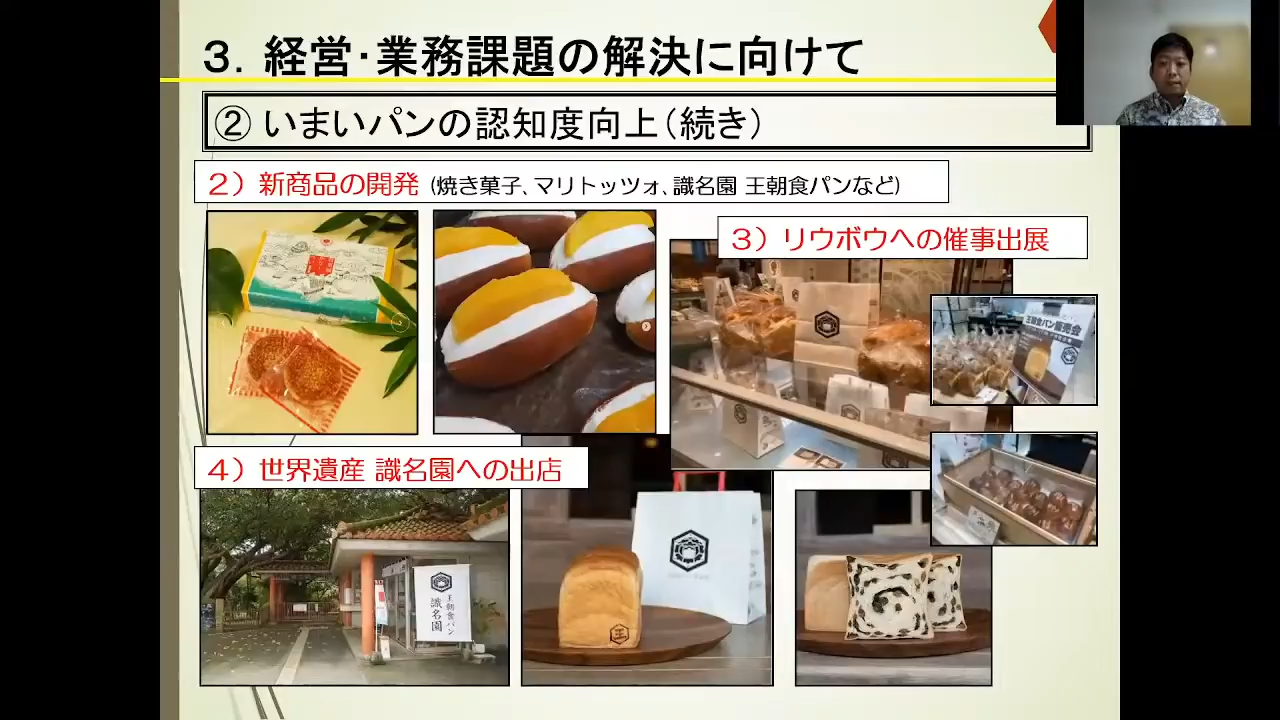 3．経営・業務課題の解決に向けて
② いまいパンの認知度向上（続き）
２）新商品の開発 (焼き菓子、マリトッツォ、識名園 王朝食パンなど)
３）リウボウへの催事出展
王朝食パン販売会
４）世界遺産 識名園への出店
王朝食パン
識名園
王